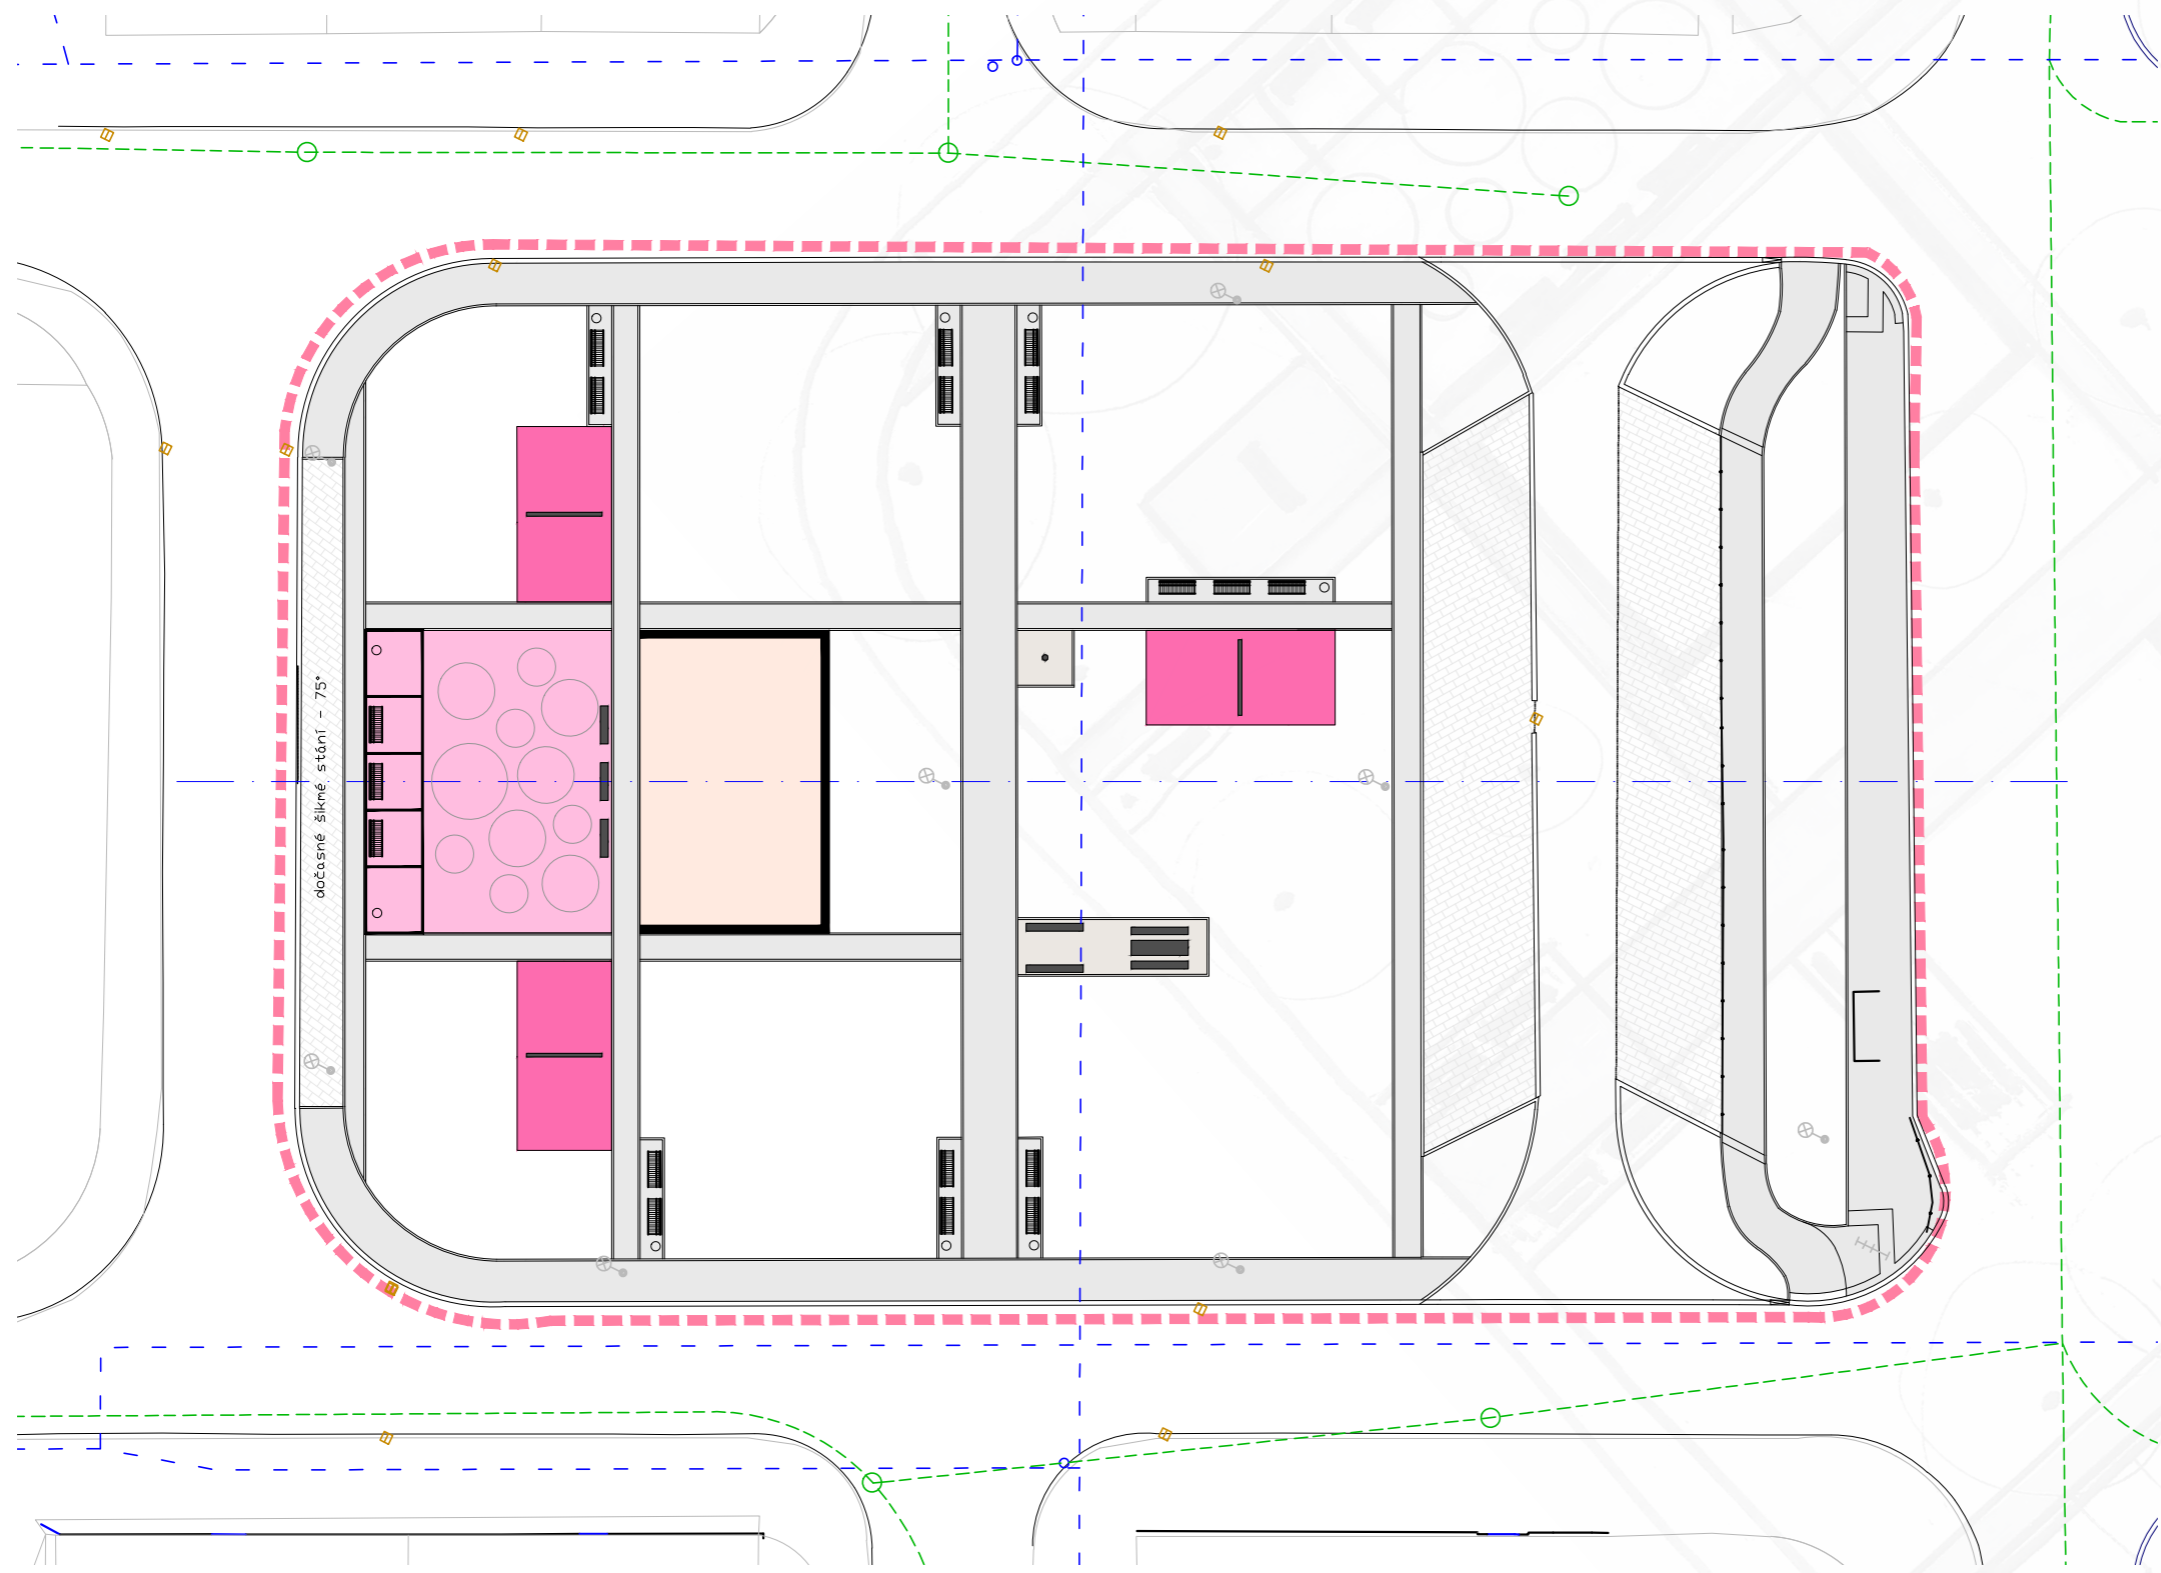 dočasné šikmé stání – 75°